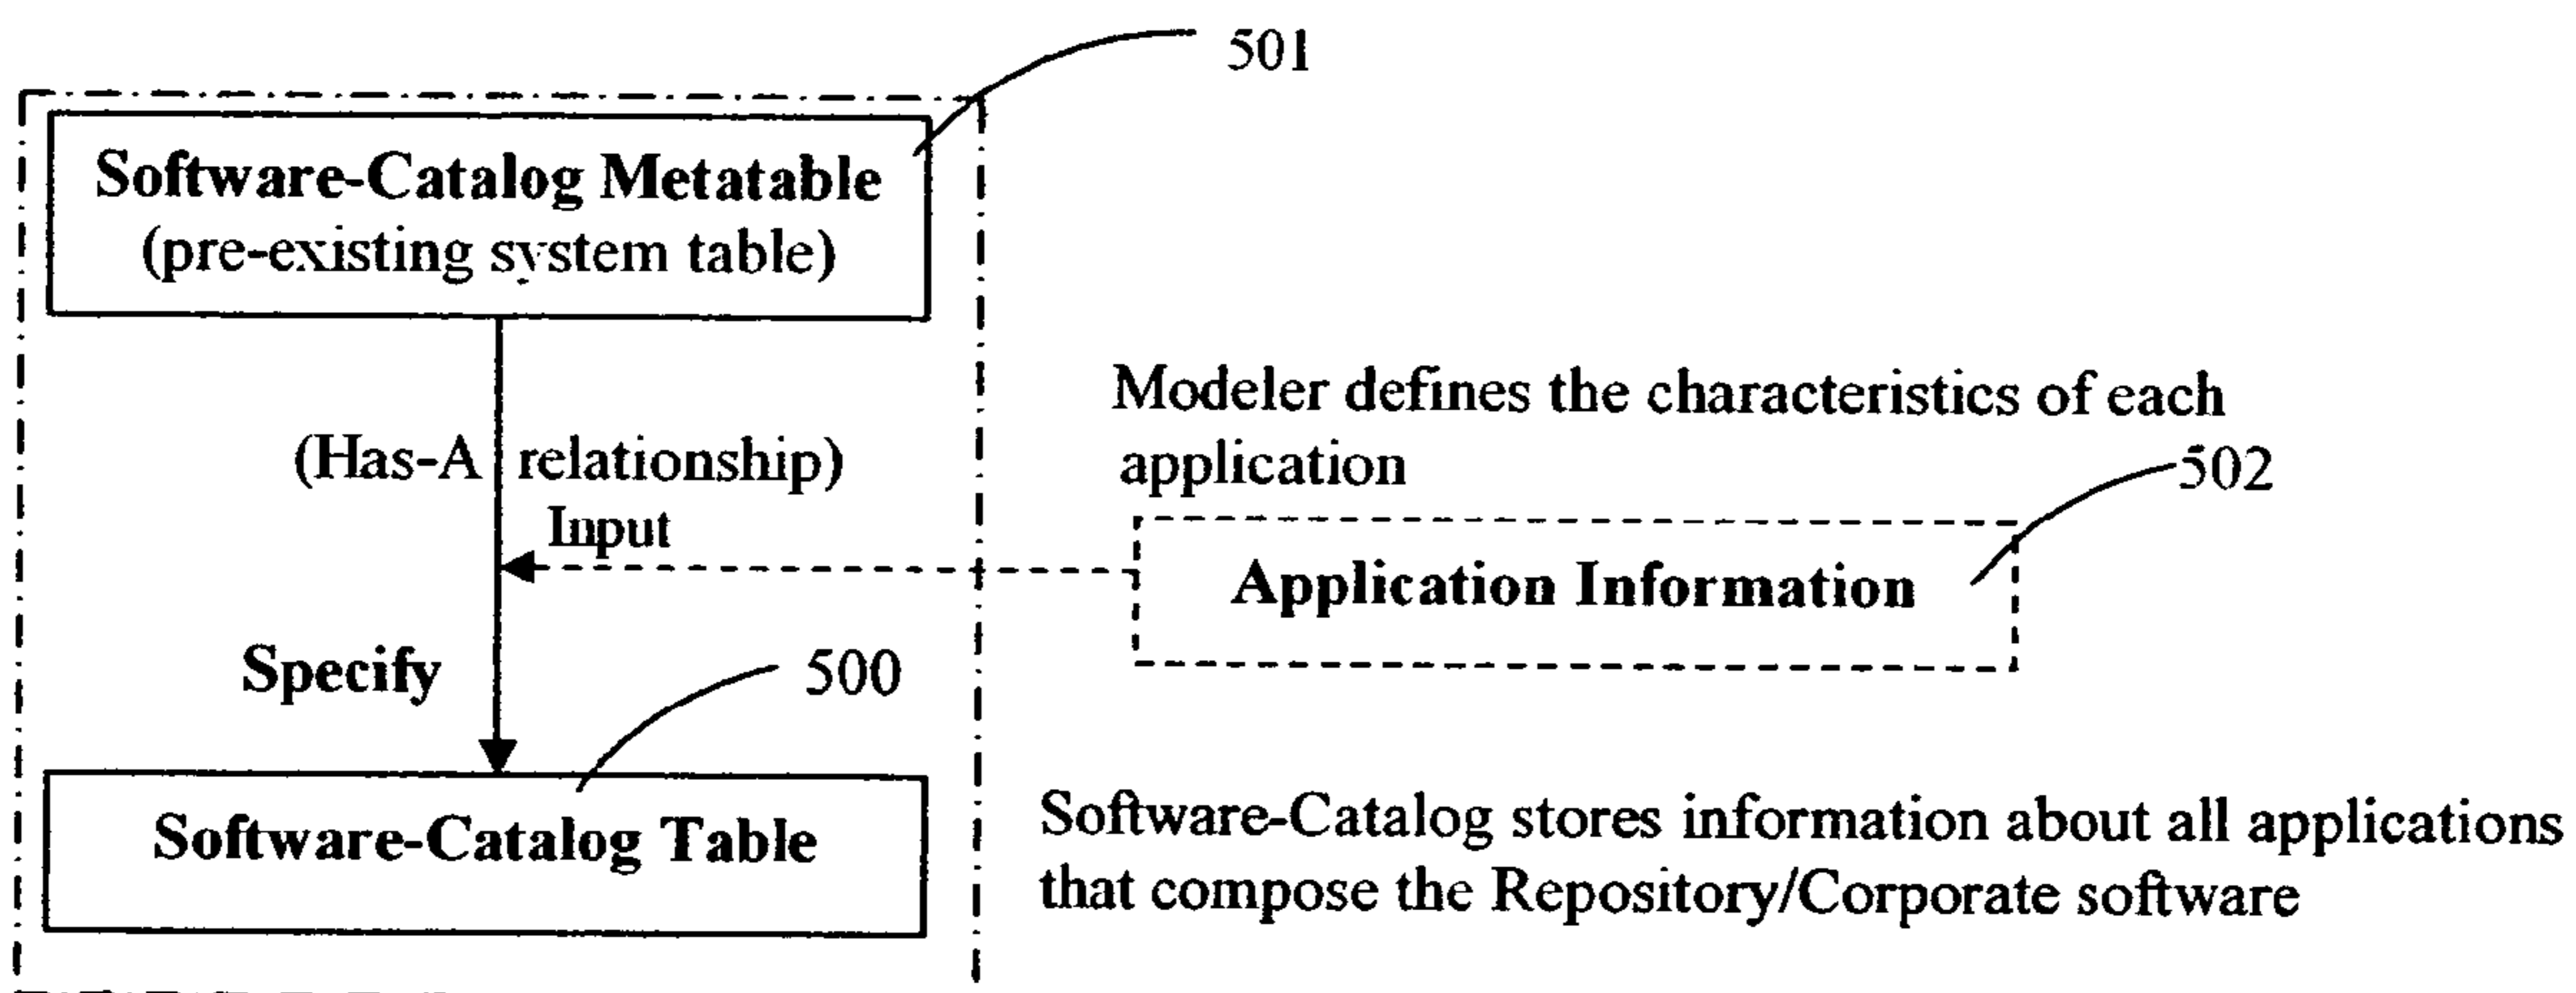 501
Software-Catalog Metatable
(pre-existing system table)
Modeler defines the characteristics of each
application
(Has-A relationship)
502
Input
Application Information
Specify
500
Software-Catalog Table
Software-Catalog stores information about all applications
that compose the Repository/Corporate software